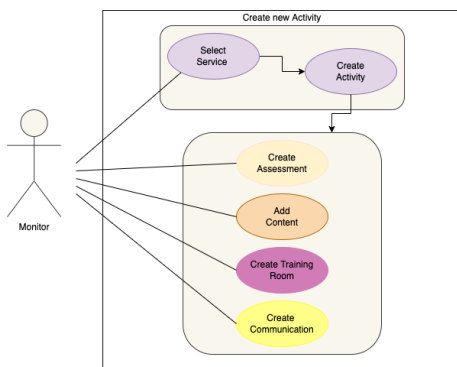 Create new Activity
Select
Service
Create
Activity
Monitor
Create
Assessment
Add
Content
Create Training
Room
Create
Communication